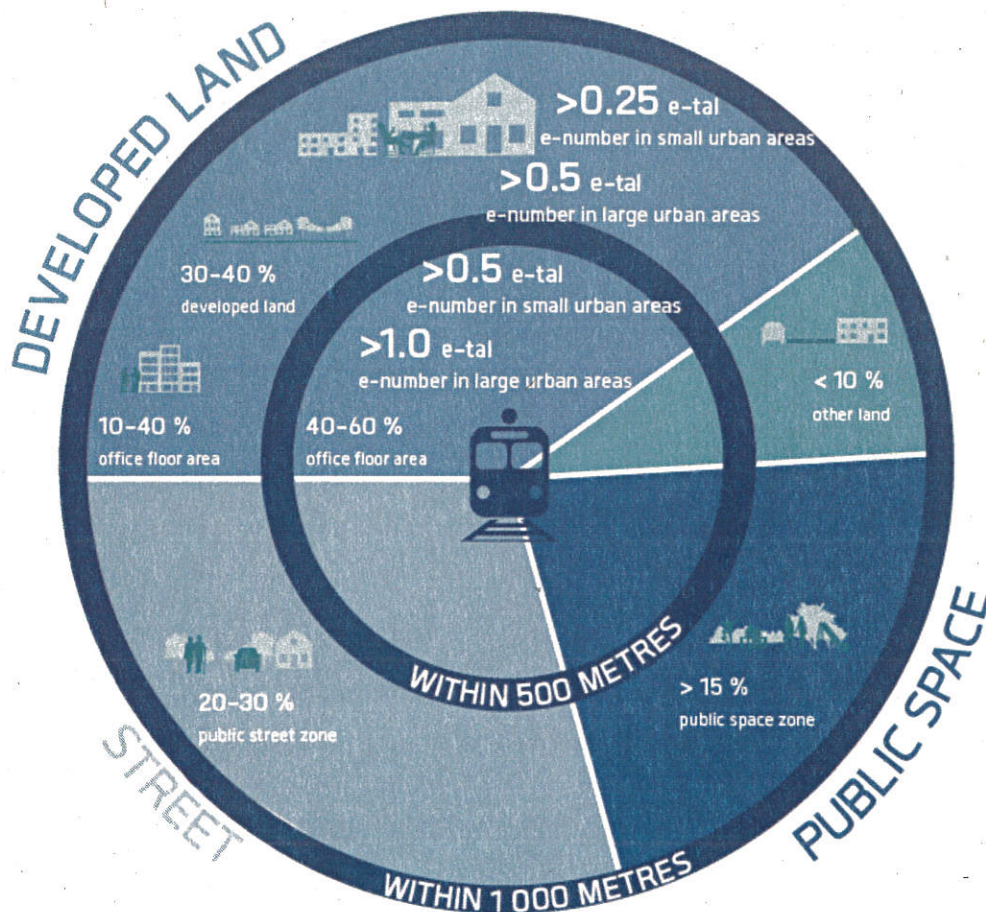 DEVELOPED LAND
>0.25 e-tal
e-number in small urban areas
>0.5 e-tal
e-number in large urban areas
>0.5 e-tal
e-number in small urban areas
>1.0 e-tal
e-number in large urban areas
30-40 %
developed land
10-40 %
office floor area
40-60 %
office floor area
< 10 %
other land
20-30 %
public street zone
> 15 %
public space zone
STREET
PUBLIC SPACE
WITHIN 500 METRES
WITHIN 1 000 METRES